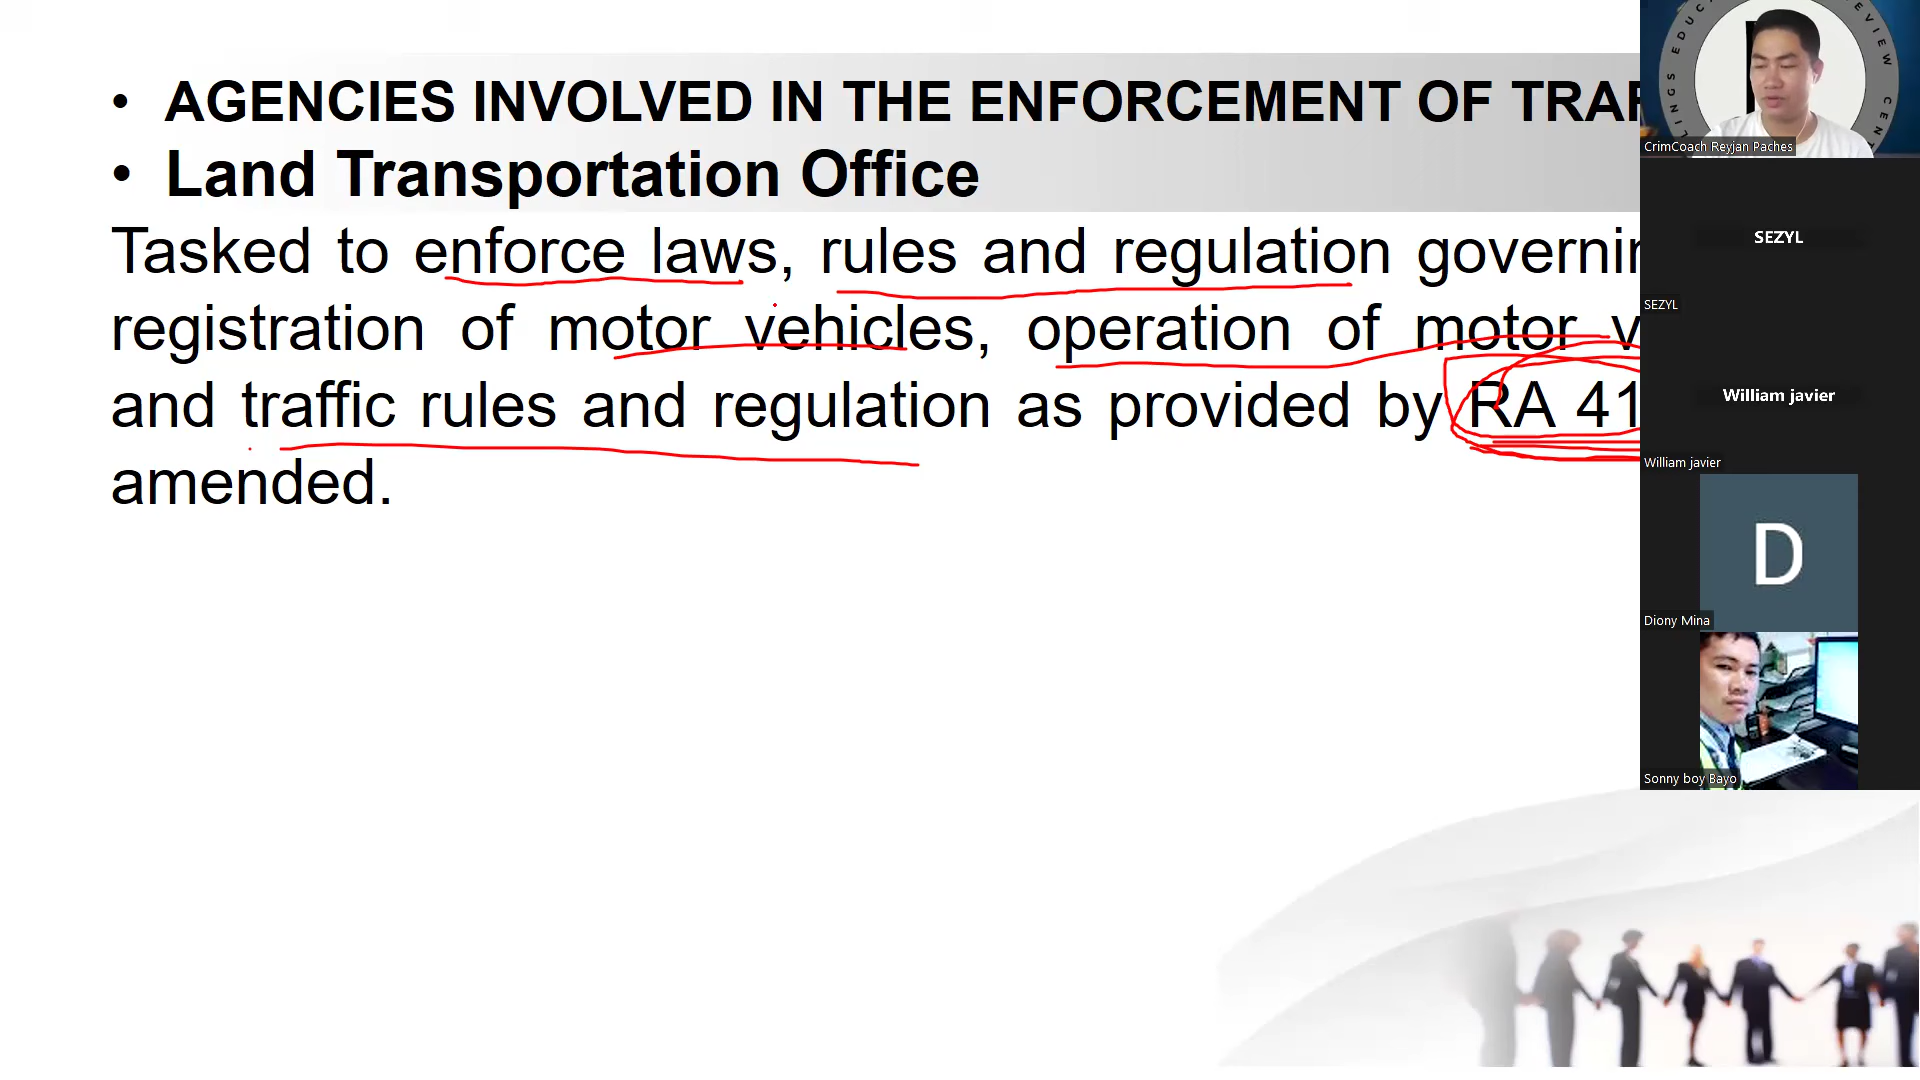 • AGENCIES INVOLVED IN THE ENFORCEMENT OF
• Land Transportation Office
Tasked to enforce laws, rules and regulation
registration of motor vehicles, operation of motor
and traffic rules and regulation as provided by RA 41
amended.
CrimCoach Reyjan Paches
SEZYL
SEZYL
William javier
William javier
D
Diony Mina
Sonny boy Bayo